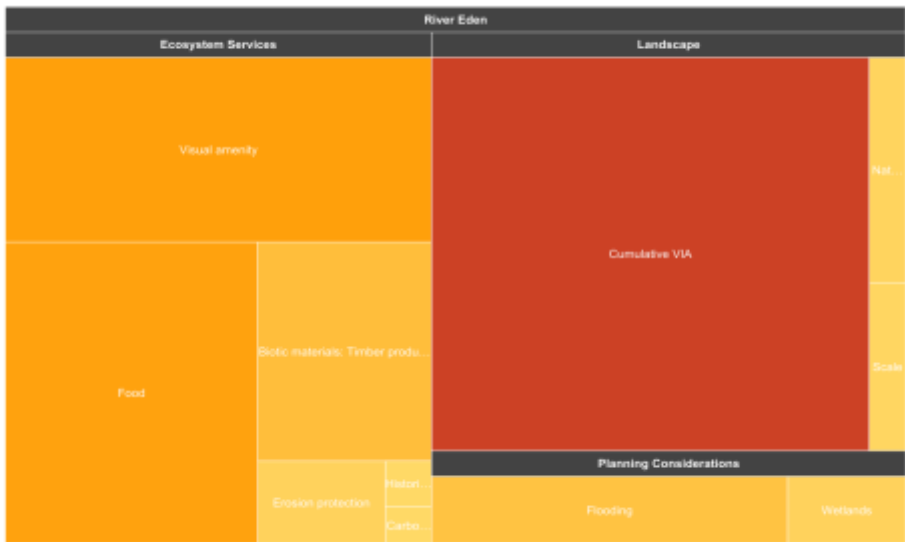 River Eden
Ecosystem Services
Landscape
Visual amenity
Nat...
Cumulative VIA
Biotic materials: Timber produ...
Food
Scale
Erosion protection
Histori...
Carbo...
Planning Considerations
Flooding
Wetlands